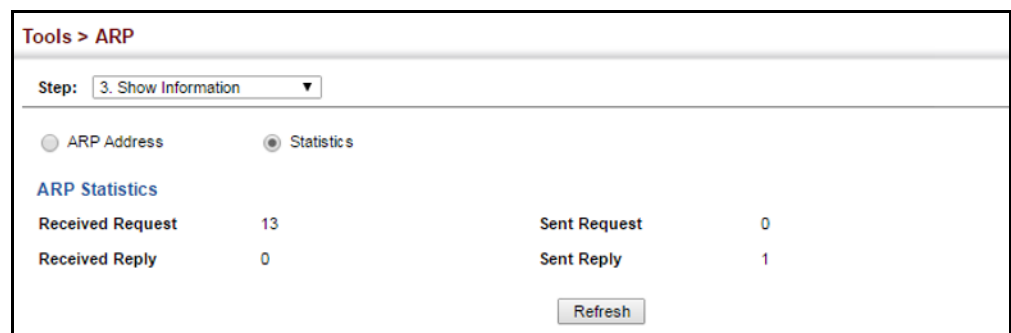 Tools > ARP
Step: 3. Show Information
ARP Address Statistics
ARP Statistics
Received Request 13 Sent Request 0
Received Reply 0 Sent Reply 1
Refresh